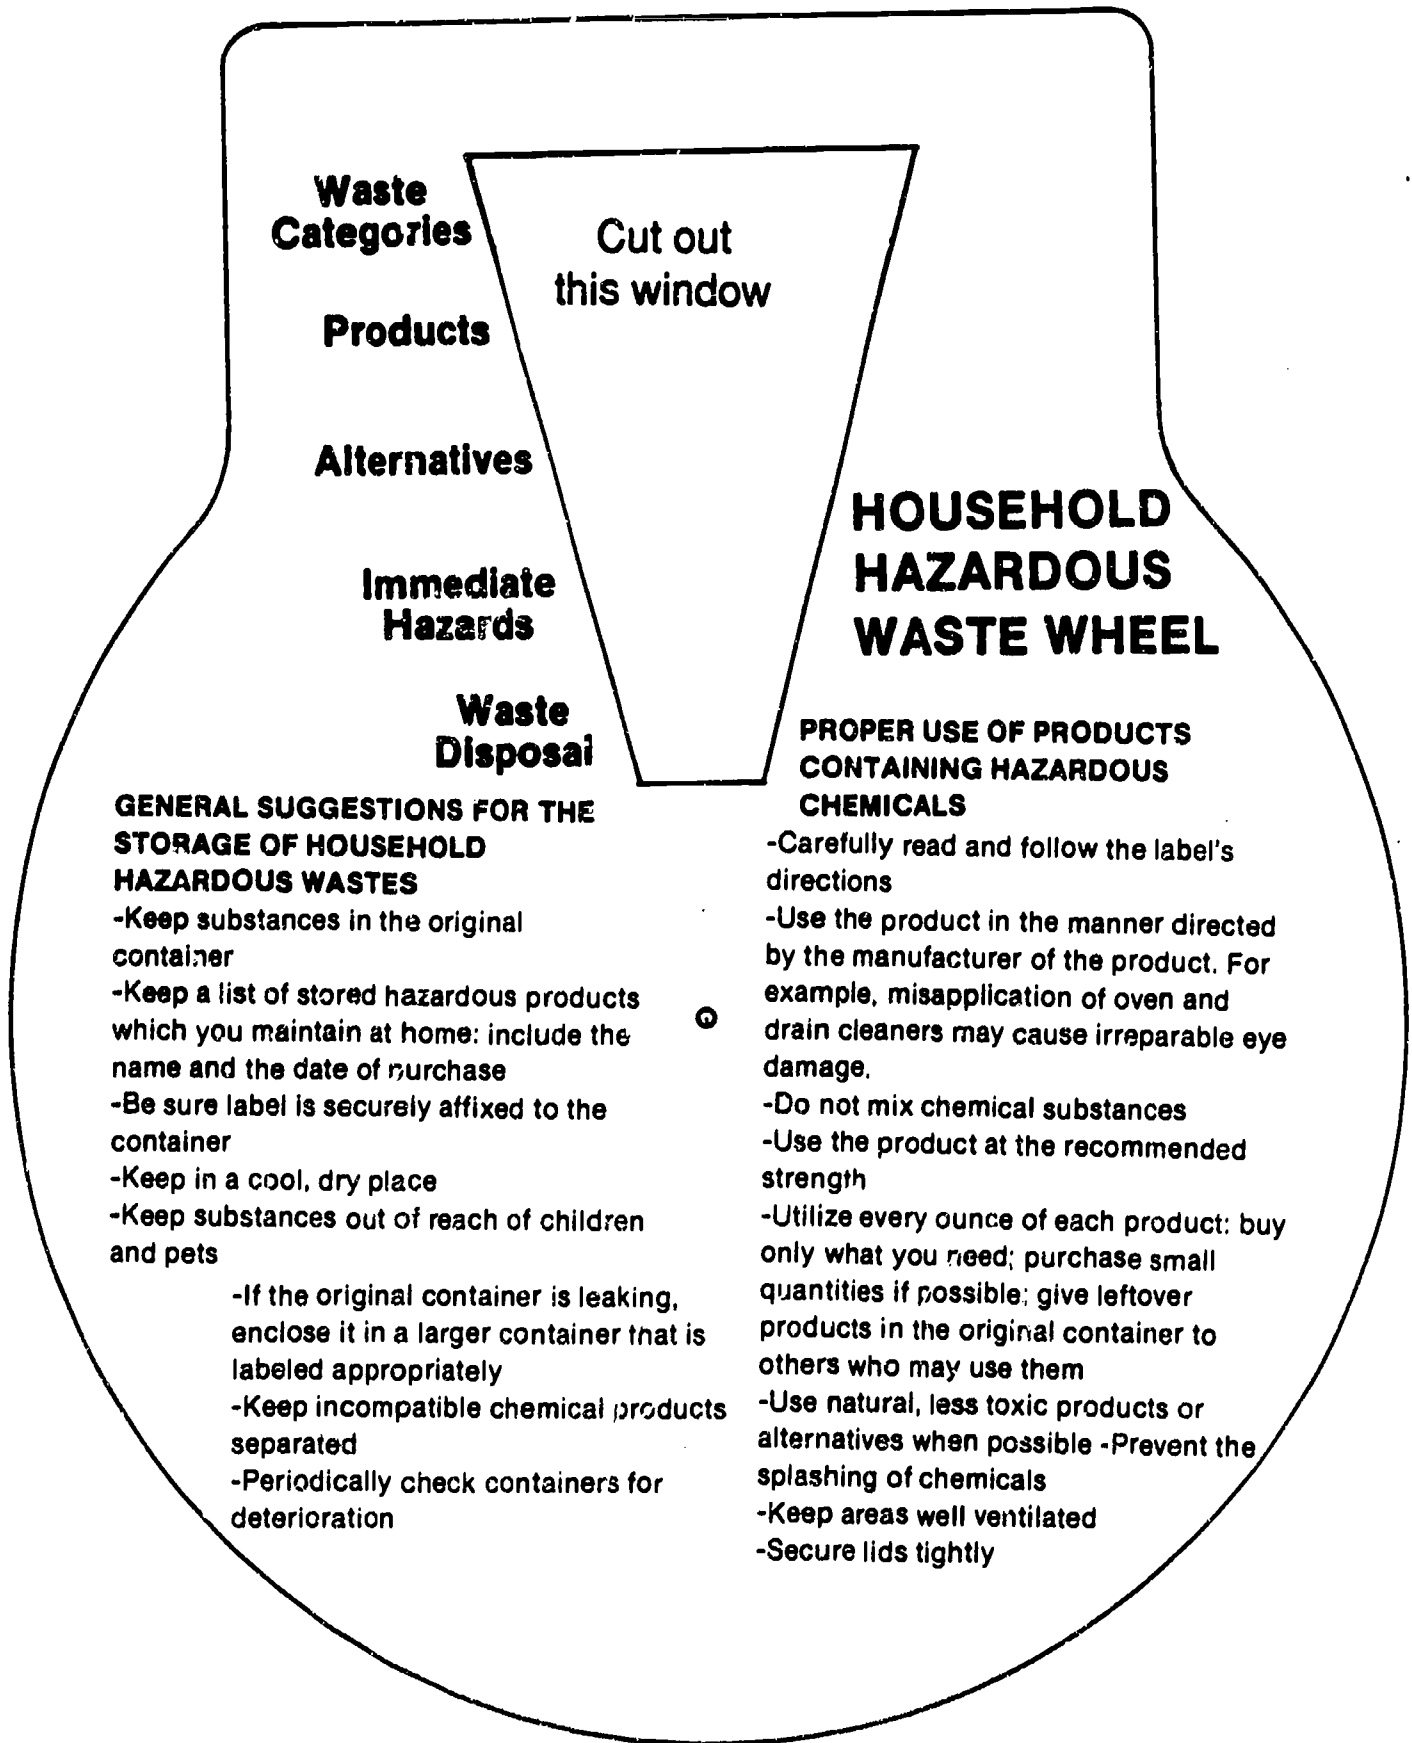 Waste
Categories
Cut out
this window
Products
Alternatives
Immediate
Hazards
Waste
Disposal
HOUSEHOLD
HAZARDOUS
WASTE WHEEL
GENERAL SUGGESTIONS FOR THE
STORAGE OF HOUSEHOLD
HAZARDOUS WASTES
-Keep substances in the original
container
-Keep a list of stored hazardous products
which you maintain at home: include the
name and the date of purchase
-Be sure label is securely affixed to the
container
-Keep in a cool, dry place
-Keep substances out of reach of children
and pets
-If the original container is leaking,
enclose it in a larger container that is
labeled appropriately
-Keep incompatible chemical products
separated
-Periodically check containers for
deterioration
PROPER USE OF PRODUCTS
CONTAINING HAZARDOUS
CHEMICALS
-Carefully read and follow the label's
directions
-Use the product in the manner directed
by the manufacturer of the product. For
example, misapplication of oven and
drain cleaners may cause irreparable eye
damage.
-Do not mix chemical substances
-Use the product at the recommended
strength
-Utilize every ounce of each product: buy
only what you need; purchase small
quantities if possible; give leftover
products in the original container to
others who may use them
-Use natural, less toxic products or
alternatives when possible -Prevent the
splashing of chemicals
-Keep areas well ventilated
-Secure lids tightly